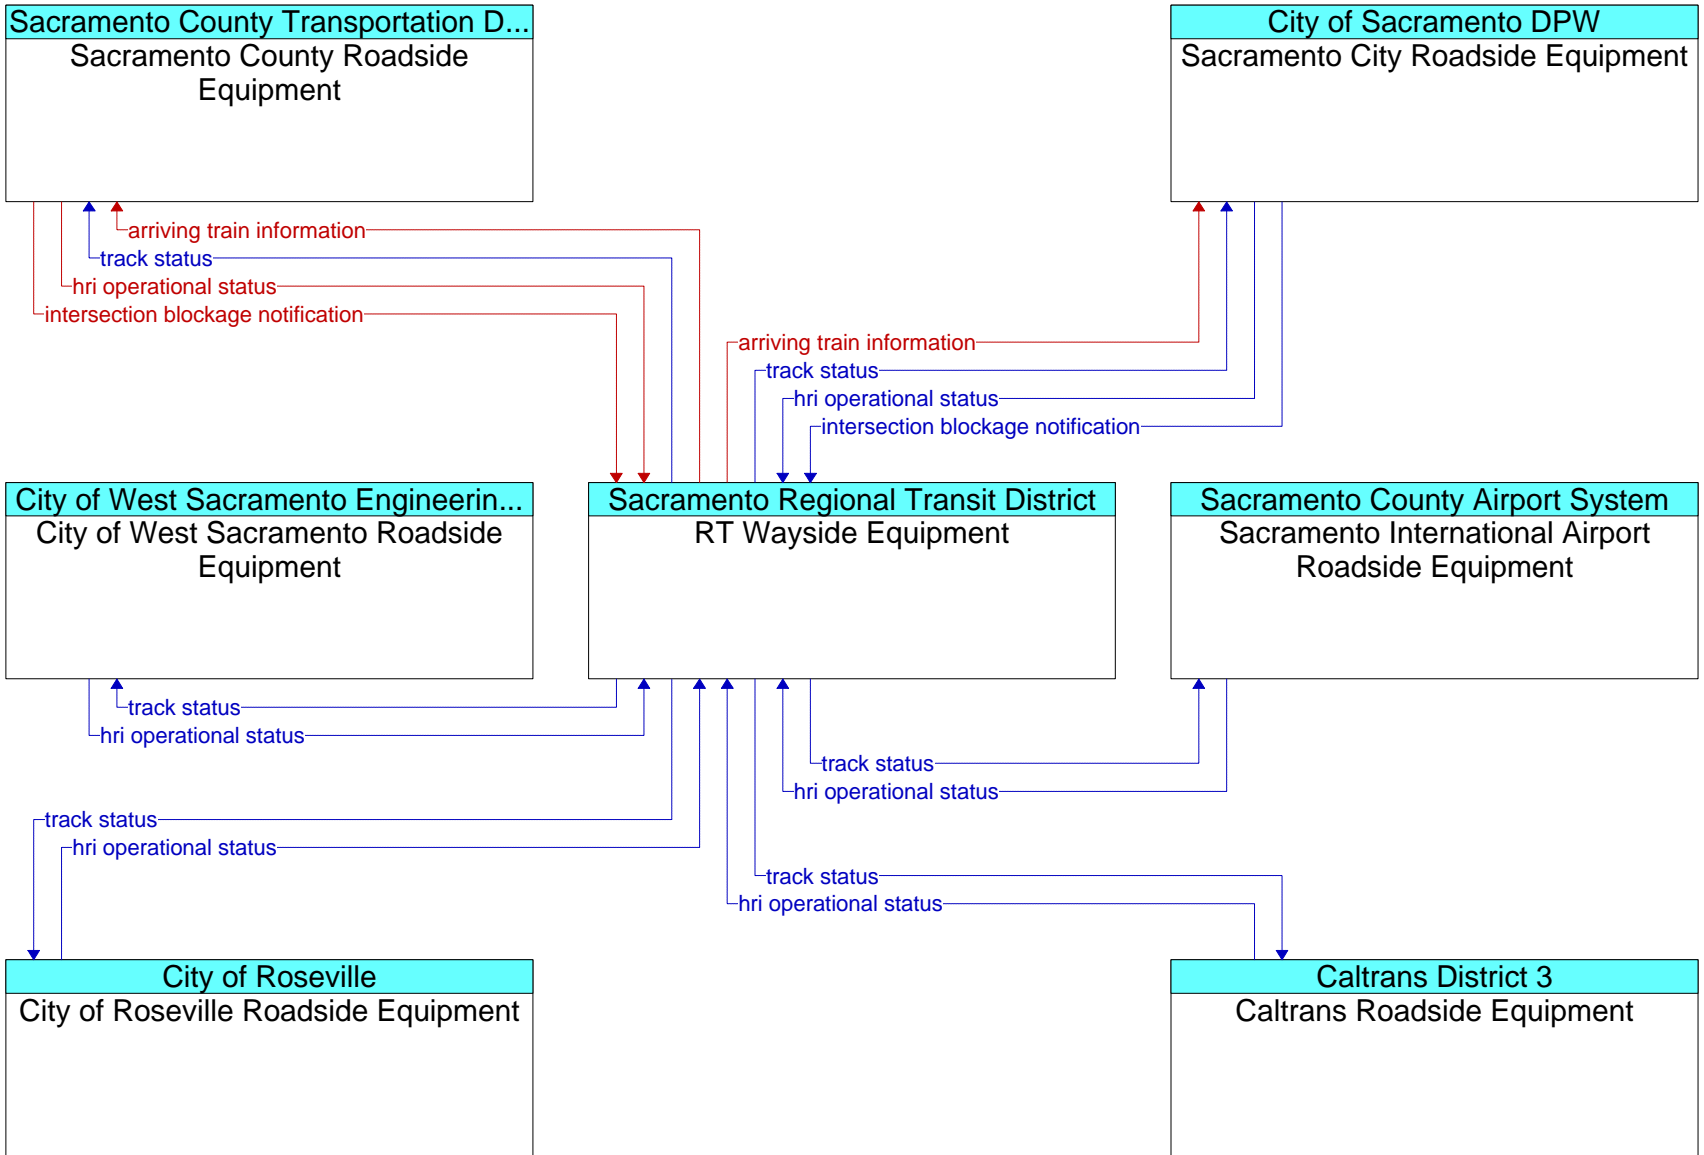 Sacramento County Transportation D...
Sacramento County Roadside
Equipment
City of Sacramento DPW
Sacramento City Roadside Equipment
arriving train information
track status
hri operational status
intersection blockage notification
arriving train information
track status
hri operational status
intersection blockage notification
City of West Sacramento Engineerin...
City of West Sacramento Roadside
Equipment
Sacramento Regional Transit District
RT Wayside Equipment
Sacramento County Airport System
Sacramento International Airport
Roadside Equipment
track status
hri operational status
track status
hri operational status
track status
hri operational status
track status
hri operational status
City of Roseville
City of Roseville Roadside Equipment
Caltrans District 3
Caltrans Roadside Equipment